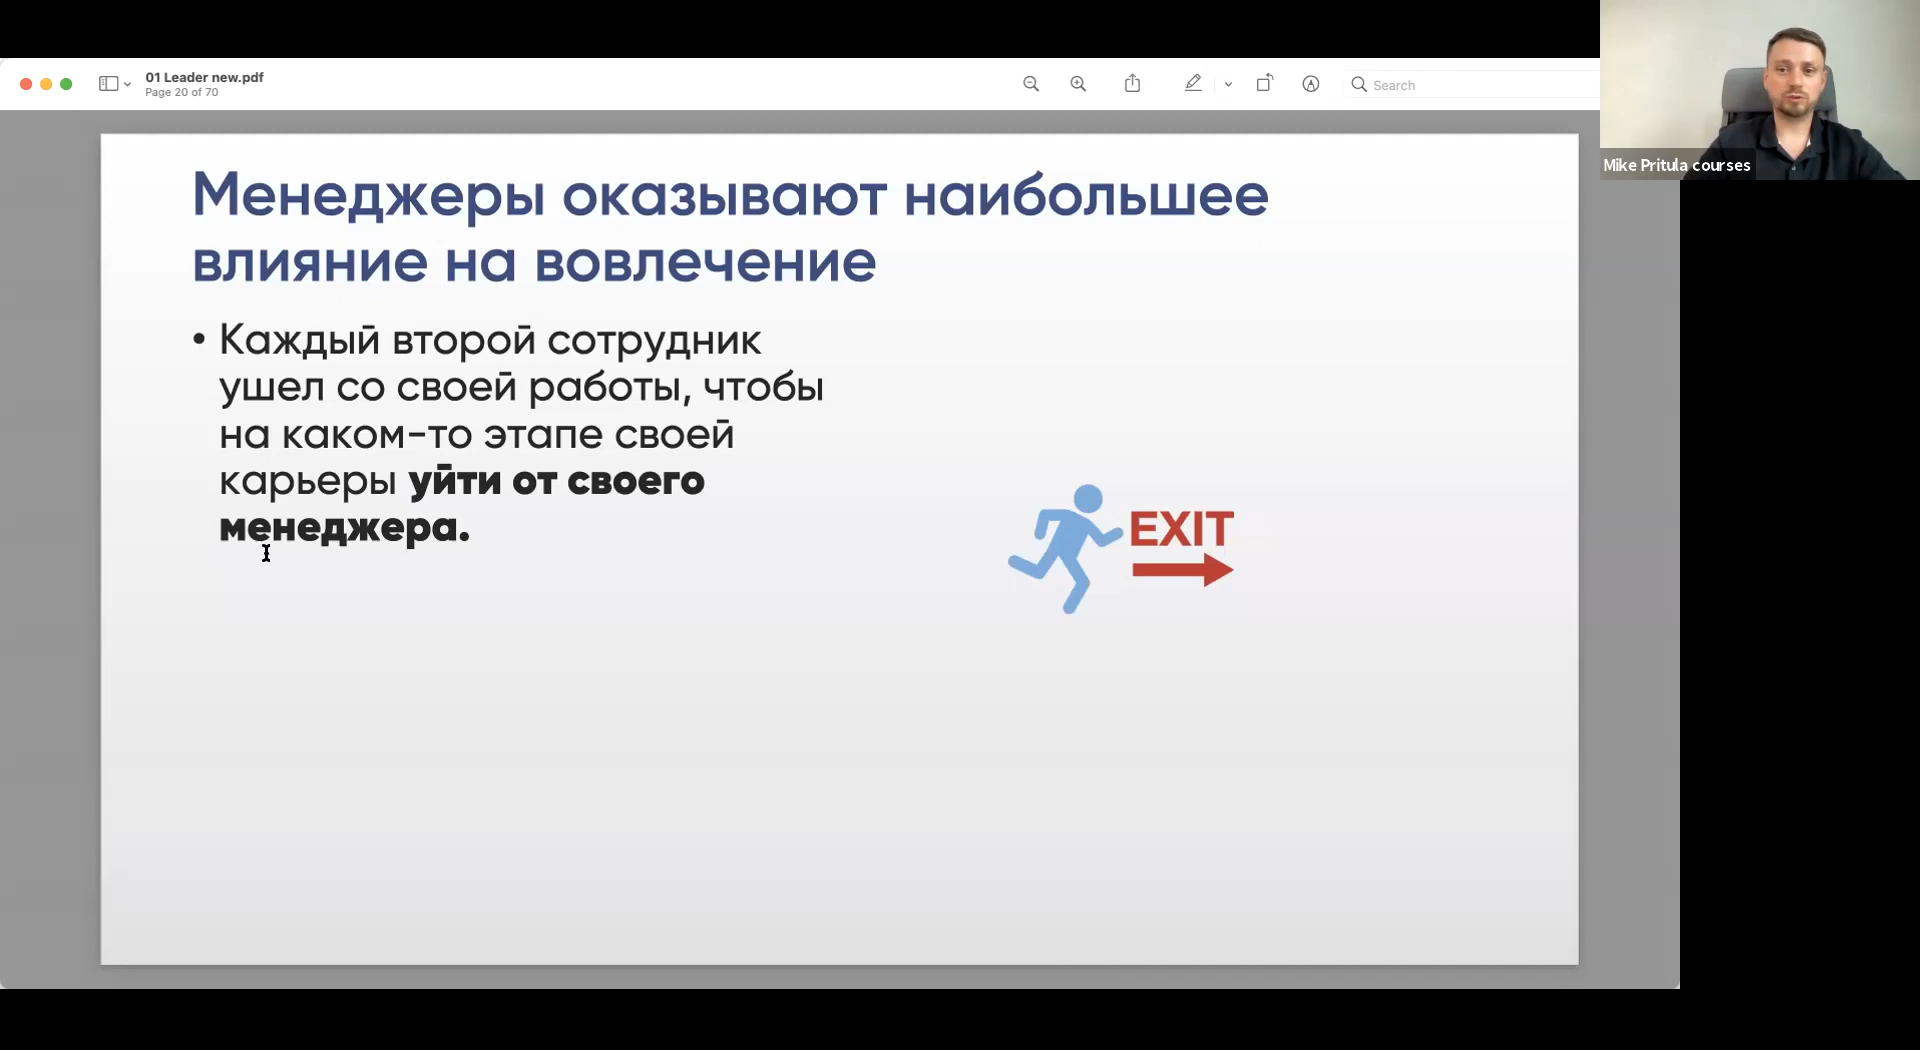 01 Leader new.pdf
Page 20 of 70
Search
Mike Pritula courses
Менеджеры оказывают наибольшее
влияние на вовлечение
• Каждый второй сотрудник
ушел со своей работы, чтобы
на каком-то этапе своей
карьеры уйти от своего
менеджера.
EXIT